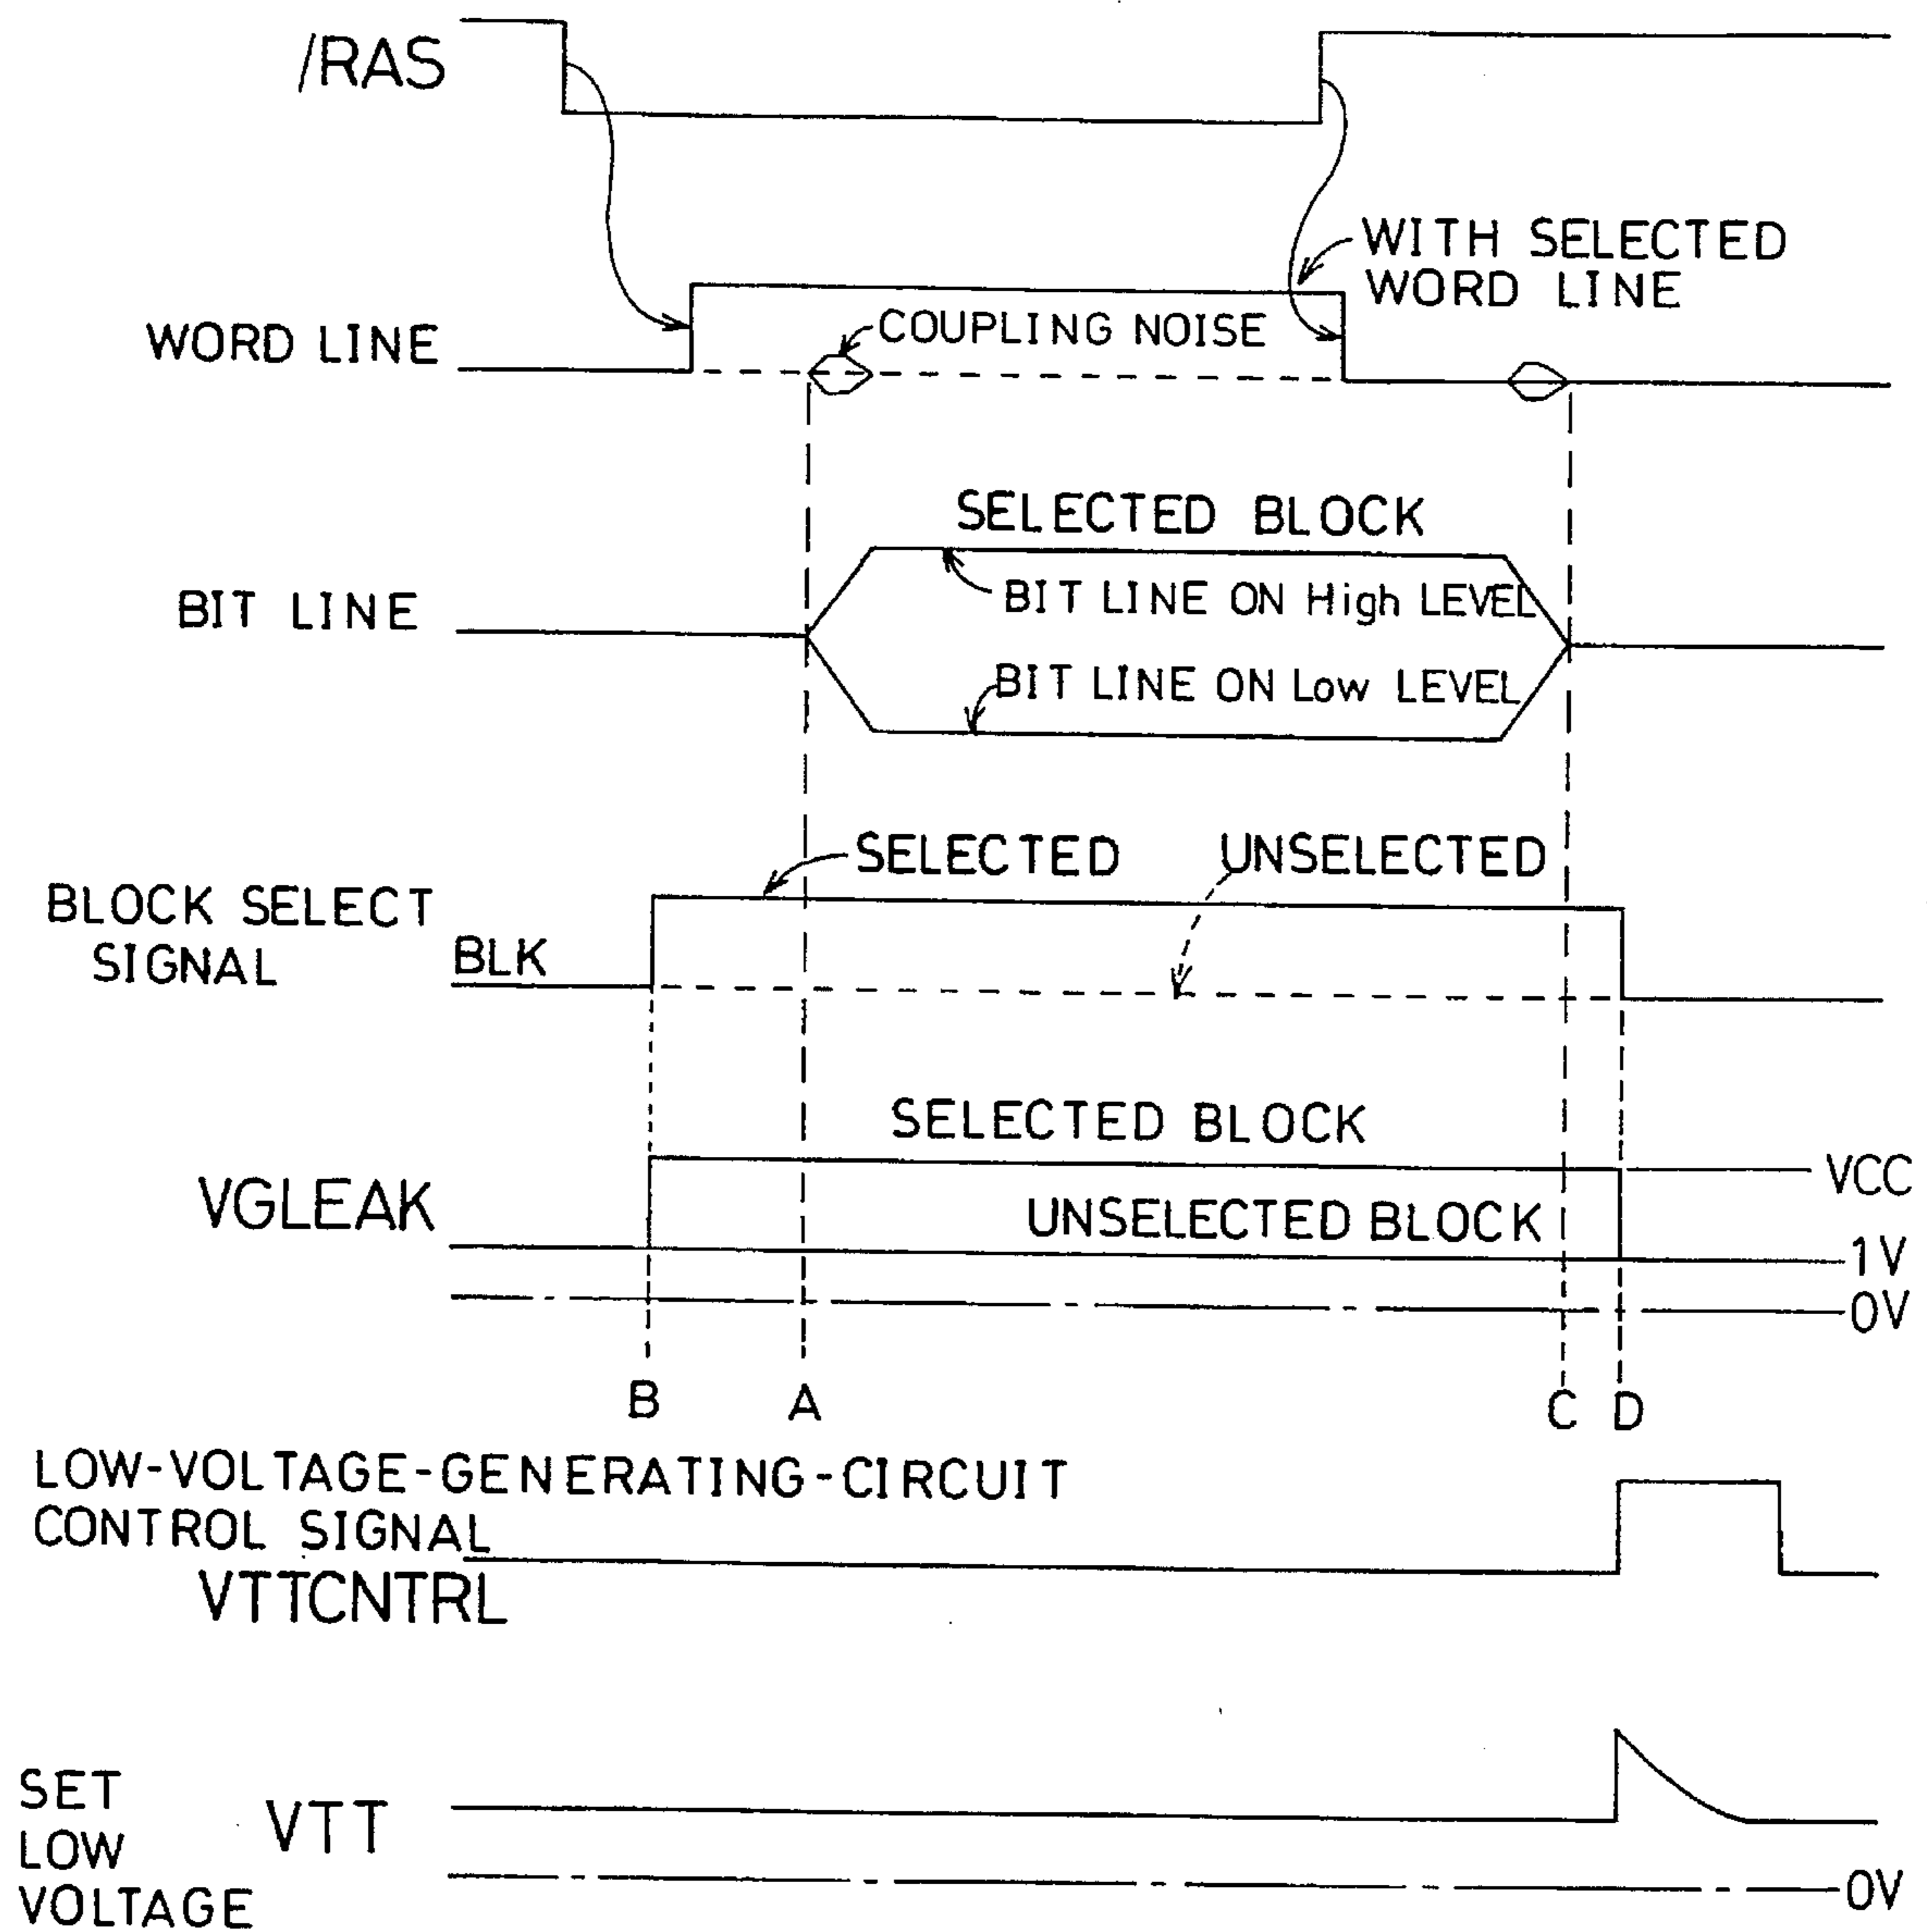 /RAS
WITH SELECTED
WORD LINE
WORD LINE
COUPLING NOISE
SELECTED BLOCK
BIT LINE
BIT LINE ON High LEVEL
BIT LINE ON Low LEVEL
SELECTED
UNSELECTED
BLOCK SELECT
SIGNAL
BLK
SELECTED BLOCK
VCC
VGLEAK
UNSELECTED BLOCK
1V
0V
B
A
C
D
LOW-VOLTAGE-GENERATING-CIRCUIT
CONTROL SIGNAL
VTTCNTRL
SET
LOW
VOLTAGE
VTT
0V